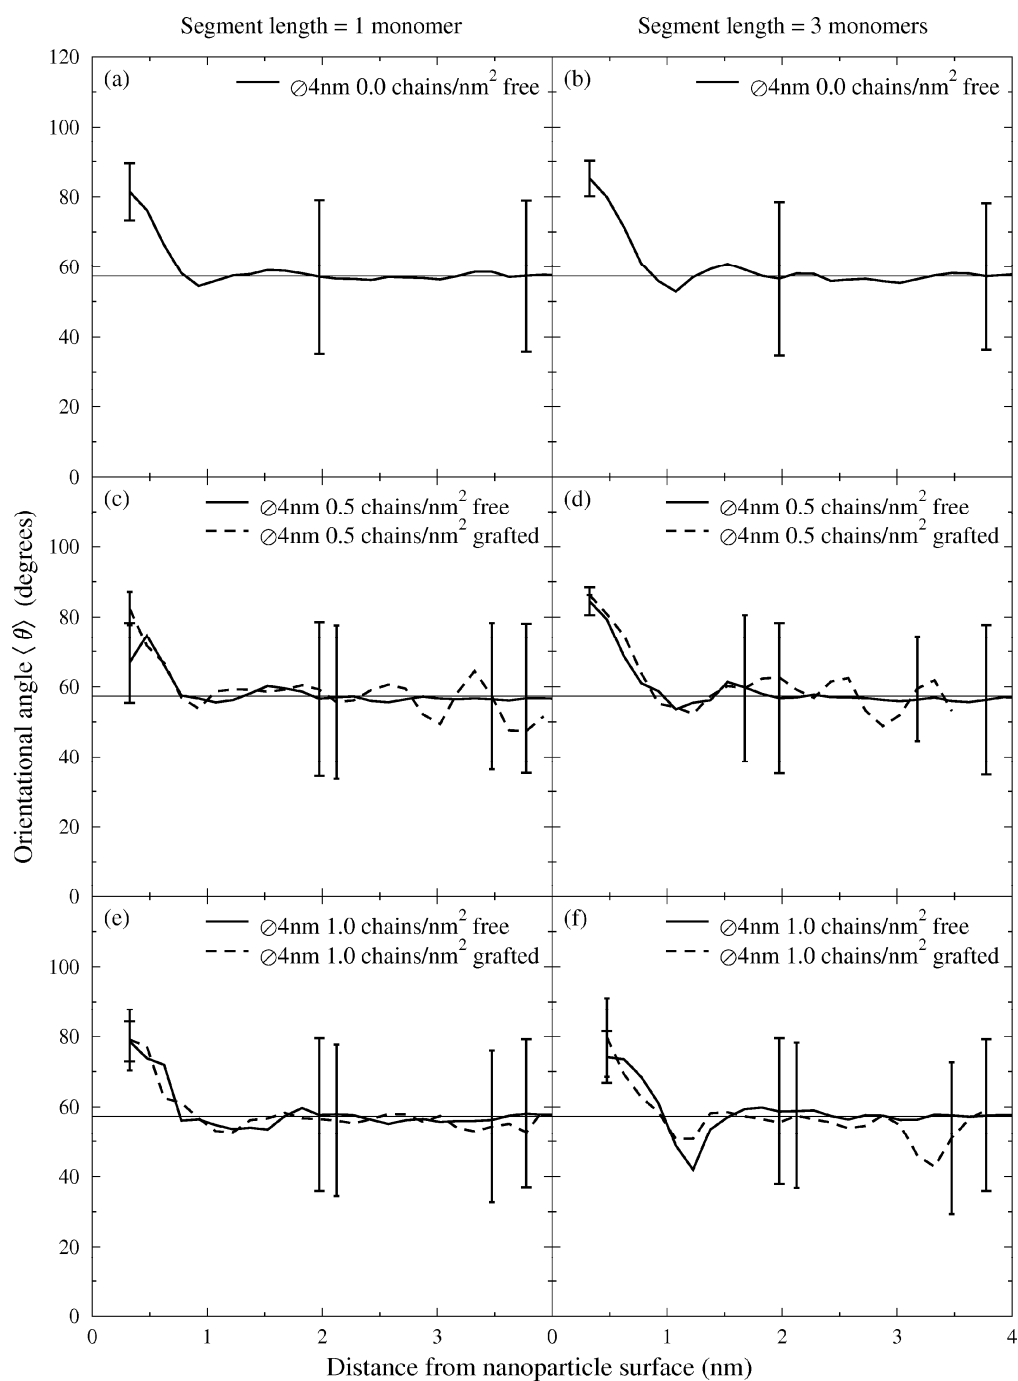 Segment length = 1 monomer
Segment length = 3 monomers
120
100
80
60
40
20
0
(a)
∅4nm 0.0 chains/nm² free
(b)
∅4nm 0.0 chains/nm² free
100
80
60
40
20
0
(c)
∅4nm 0.5 chains/nm² free
∅4nm 0.5 chains/nm² grafted
(d)
∅4nm 0.5 chains/nm² free
∅4nm 0.5 chains/nm² grafted
Orientational angle ⟨θ⟩ (degrees)
100
80
60
40
20
0
(e)
∅4nm 1.0 chains/nm² free
∅4nm 1.0 chains/nm² grafted
(f)
∅4nm 1.0 chains/nm² free
∅4nm 1.0 chains/nm² grafted
0 1 2 3 0 1 2 3 4
Distance from nanoparticle surface (nm)